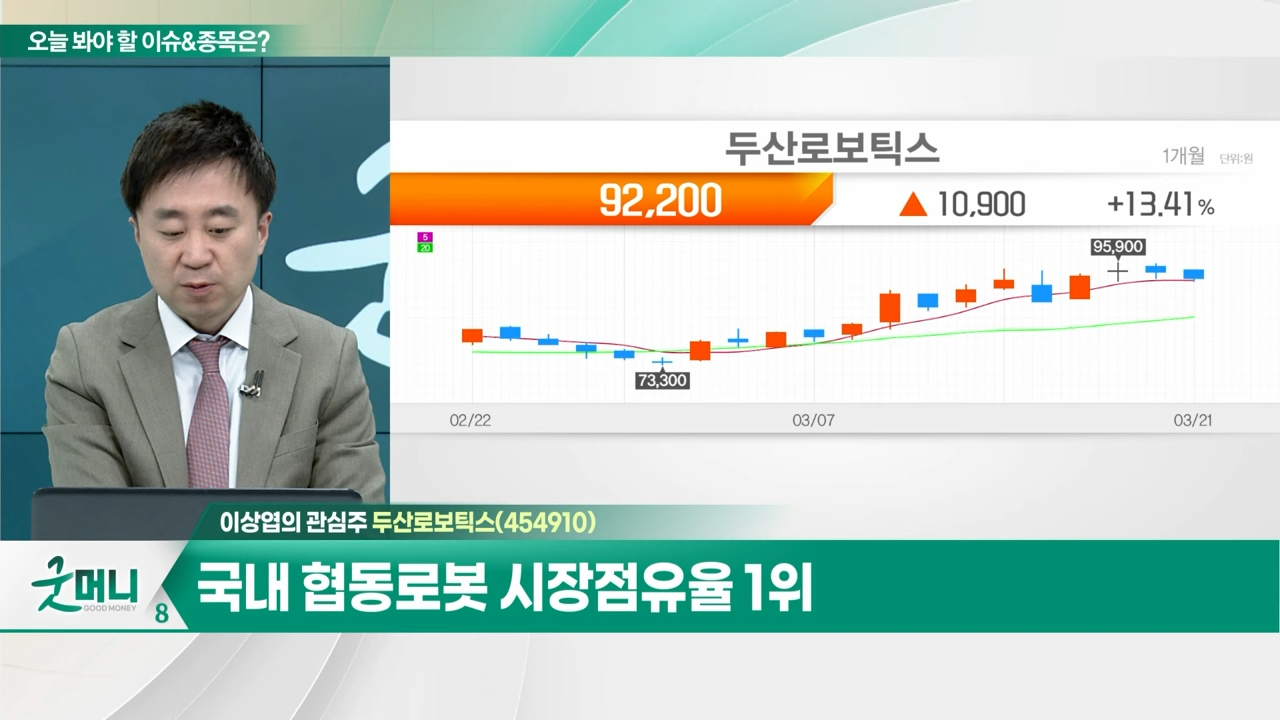 오늘 봐야 할 이슈&종목은?
두산로보틱스
1개월 단위:원
92,200 ▲ 10,900 +13.41%
5
20
95,900
73,300
02/22 03/07 03/21
이상엽의 관심주 두산로보틱스(454910)
굿머니
GOOD MONEY
8
국내 협동로봇 시장점유율 1위